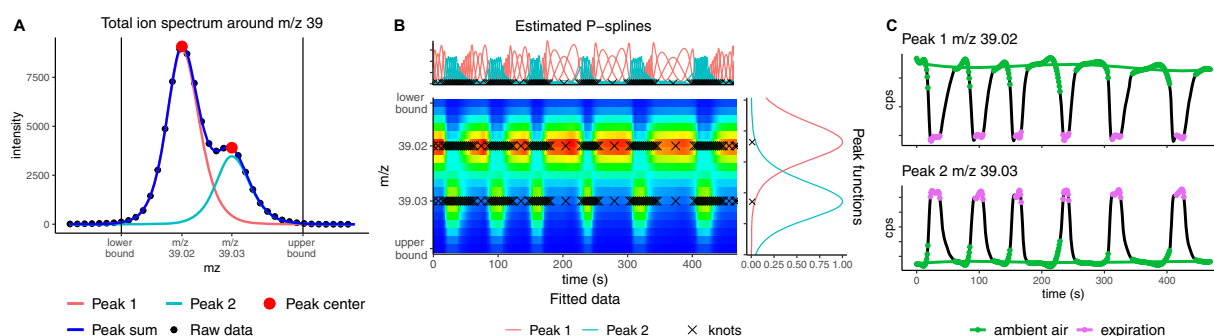 A
Total ion spectrum around m/z 39
intensity
7500
5000
2500
0
lower bound
m/z 39.02
m/z 39.03
upper bound
mz
Peak 1
Peak 2
Peak center
Peak sum
Raw data
B
Estimated P−splines
lower bound
39.02
39.03
upper bound
m/z
0
100
200
300
400
time (s)
Fitted data
0.00
0.25
0.50
0.75
1.00
Peak functions
Peak 1
Peak 2
knots
C
Peak 1 m/z 39.02
cps
Peak 2 m/z 39.03
cps
0
100
200
300
400
time (s)
ambient air
expiration